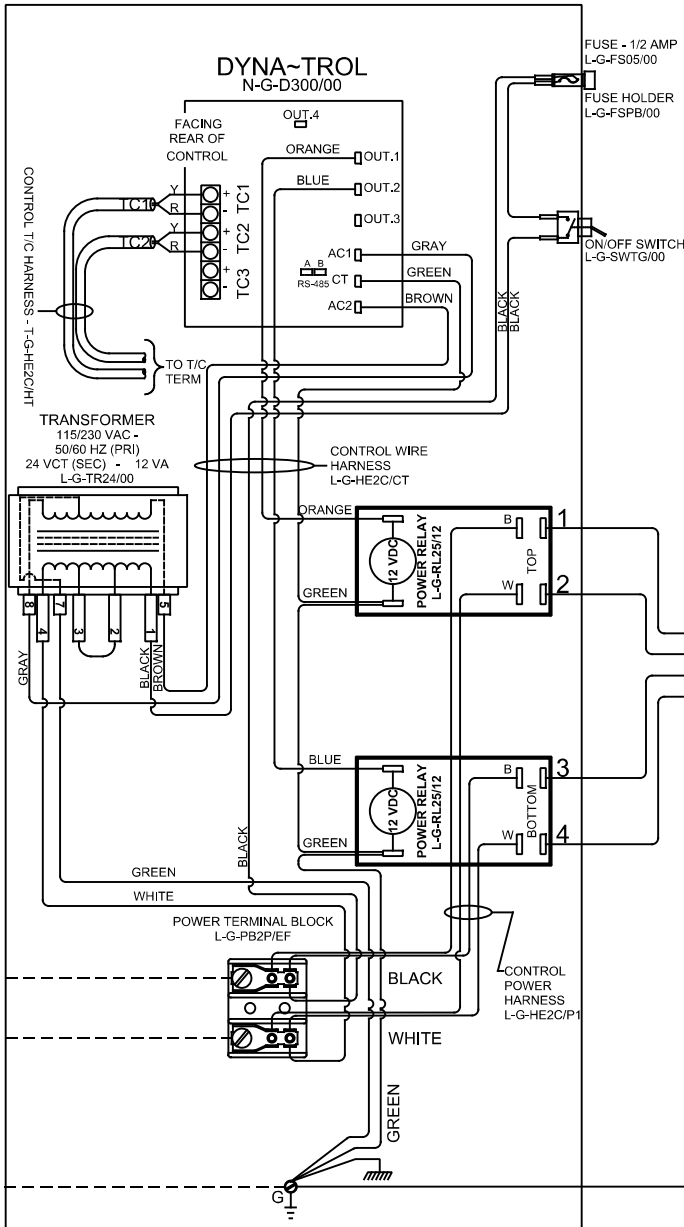 FUSE - 1/2 AMP
L-G-FS05/00
FUSE HOLDER
L-G-FSPB/00
DYNA~TROL
N-G-D300/00
OUT.4
FACING
REAR OF
CONTROL
ORANGE
OUT.1
BLUE
OUT.2
OUT.3
TC1
Y
R
+
-
TC1
TC2
Y
R
+
-
TC2
+
-
TC3
A B
RS-485
AC1
GRAY
CT
GREEN
AC2
BROWN
ON/OFF SWITCH
L-G-SWTG/00
BLACK
BLACK
CONTROL T/C HARNESS - T-G-HE2C/HT
TO T/C
TERM
TRANSFORMER
115/230 VAC -
50/60 HZ (PRI)
24 VCT (SEC) - 12 VA
L-G-TR24/00
CONTROL WIRE
HARNESS
L-G-HE2C/CT
8
4
7
3
2
1
5
GRAY
BLACK
BROWN
ORANGE
GREEN
12 VDC
POWER RELAY
L-G-RL25/12
B
W
TOP
1
2
BLUE
GREEN
12 VDC
POWER RELAY
L-G-RL25/12
B
W
BOTTOM
3
4
BLACK
GREEN
WHITE
POWER TERMINAL BLOCK
L-G-PB2P/EF
BLACK
WHITE
CONTROL
POWER
HARNESS
L-G-HE2C/P1
GREEN
G